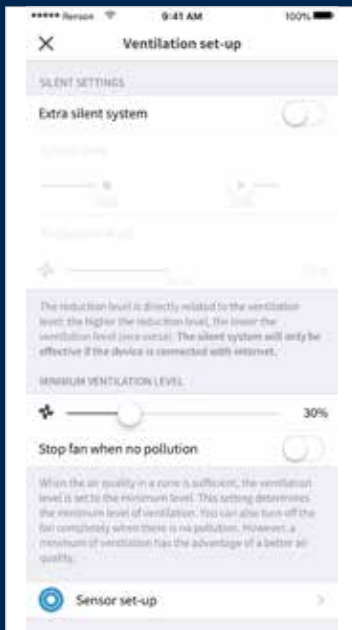 Renson 9:41 AM 100%
Ventilation set-up
SILENT SETTINGS
Extra silent system
The reduction level is directly related to the ventilation
level: the higher the reduction level, the lower the
ventilation level (vice versa). The silent system will only be
effective if the device is connected with internet.
MINIMUM VENTILATION LEVEL
30%
Stop fan when no pollution
When the air quality in a zone is sufficient, the ventilation
level is set to the minimum level. This setting determines
the minimum level of ventilation. You can also turn off the
fan completely when there is no pollution. However, a
minimum of ventilation has the advantage of a better air
quality.
Sensor set-up